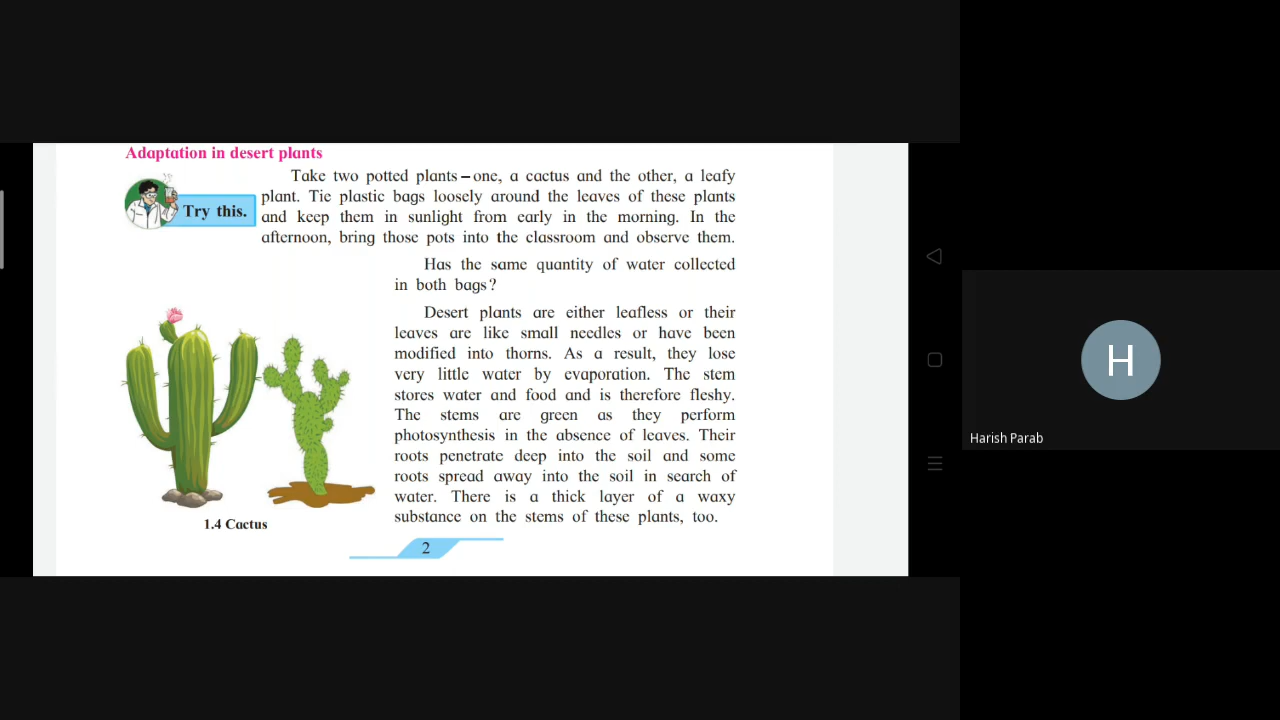 Adaptation in desert plants
Try this.
Take two potted plants – one, a cactus and the other, a leafy
plant. Tie plastic bags loosely around the leaves of these plants
and keep them in sunlight from early in the morning. In the
afternoon, bring those pots into the classroom and observe them.
Has the same quantity of water collected
in both bags?
Desert plants are either leafless or their
leaves are like small needles or have been
modified into thorns. As a result, they lose
very little water by evaporation. The stem
stores water and food and is therefore fleshy.
The stems are green as they perform
photosynthesis in the absence of leaves. Their
roots penetrate deep into the soil and some
roots spread away into the soil in search of
water. There is a thick layer of a waxy
substance on the stems of these plants, too.
1.4 Cactus
2
H
Harish Parab